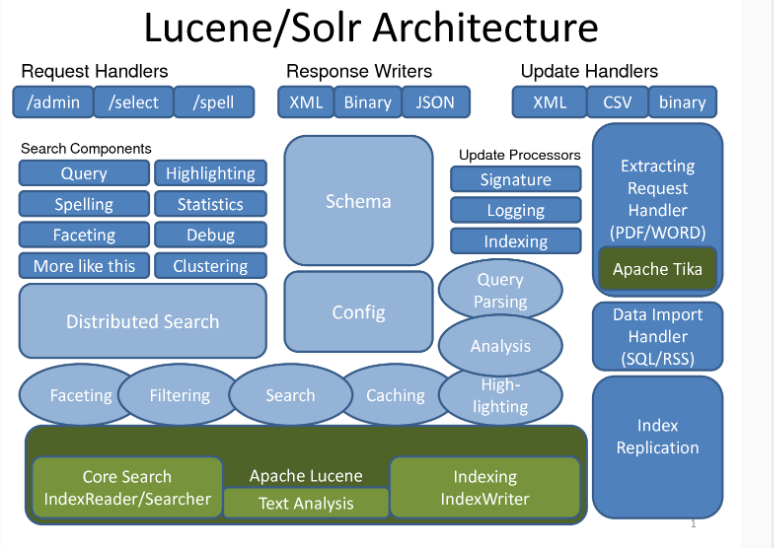 Lucene/Solr Architecture
Request Handlers
/admin
/select
/spell
Response Writers
XML
Binary
JSON
Update Handlers
XML
CSV
binary
Search Components
Query
Highlighting
Spelling
Statistics
Faceting
Debug
More like this
Clustering
Distributed Search
Schema
Config
Update Processors
Signature
Logging
Indexing
Query
Parsing
Analysis
High-
lighting
Extracting
Request
Handler
(PDF/WORD)
Apache Tika
Data Import
Handler
(SQL/RSS)
Index
Replication
Faceting
Filtering
Search
Caching
Core Search
IndexReader/Searcher
Apache Lucene
Text Analysis
Indexing
IndexWriter
1